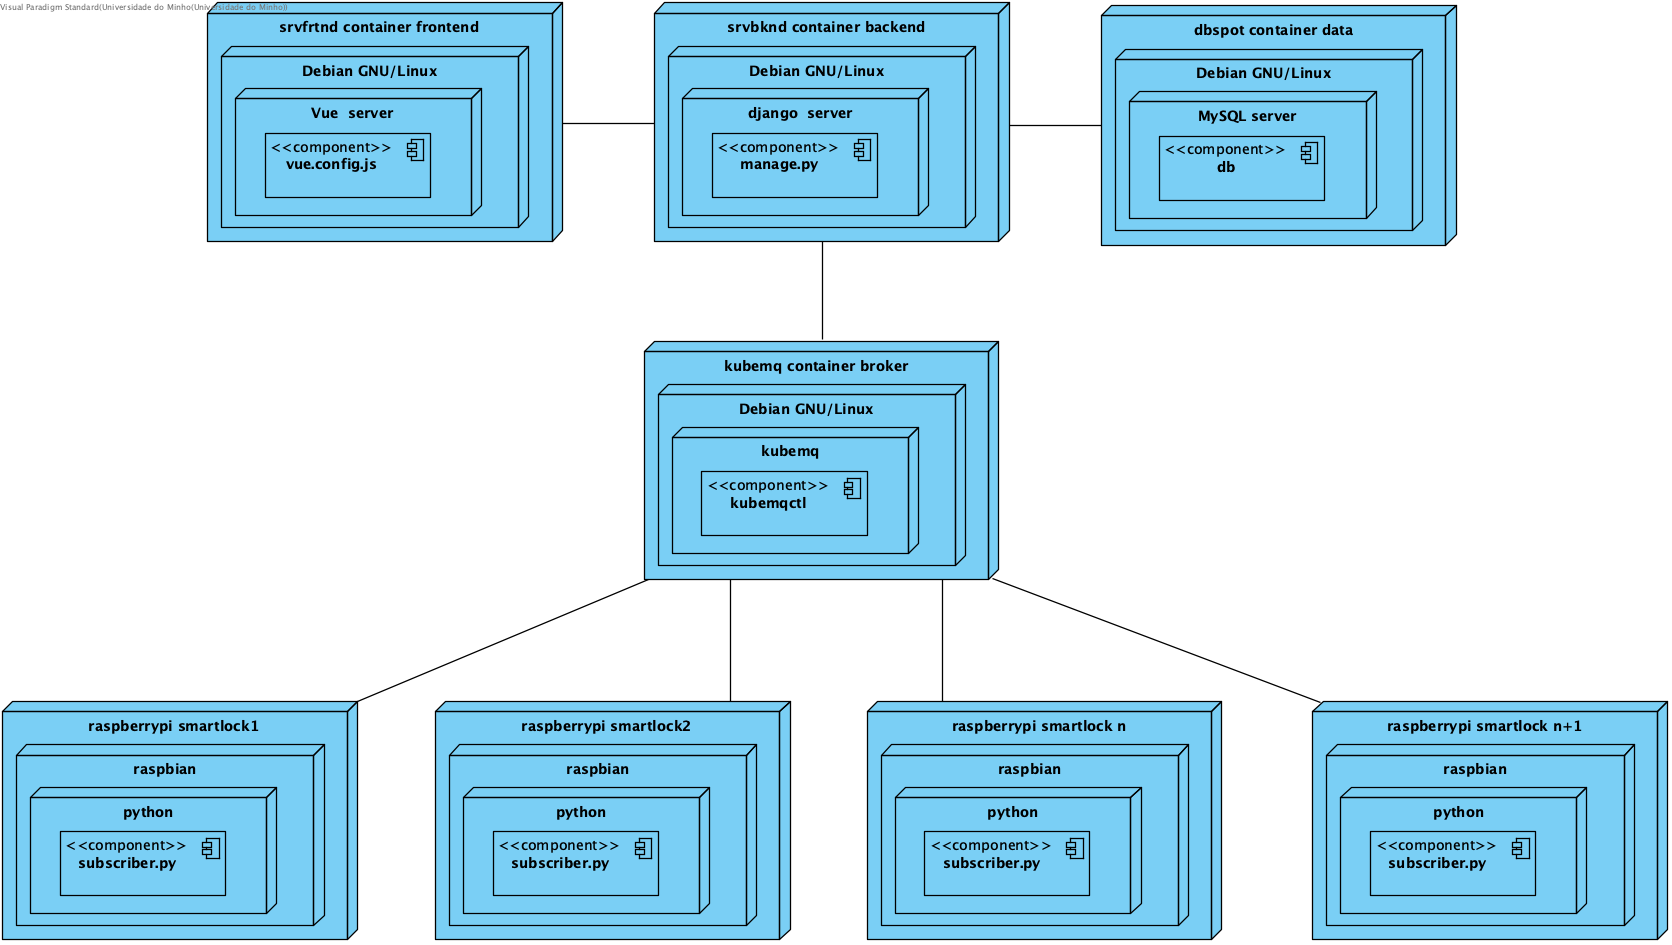 Visual Paradigm Standard(Universidade do Minho(Universidade do Minho))
srvfrtnd container frontend
Debian GNU/Linux
Vue server
<<component>>
vue.config.js
srvbknd container backend
Debian GNU/Linux
django server
<<component>>
manage.py
dbspot container data
Debian GNU/Linux
MySQL server
<<component>>
db
kubemq container broker
Debian GNU/Linux
kubemq
<<component>>
kubemqctl
raspberrypi smartlock1
raspbian
python
<<component>>
subscriber.py
raspberrypi smartlock2
raspbian
python
<<component>>
subscriber.py
raspberrypi smartlock n
raspbian
python
<<component>>
subscriber.py
raspberrypi smartlock n+1
raspbian
python
<<component>>
subscriber.py